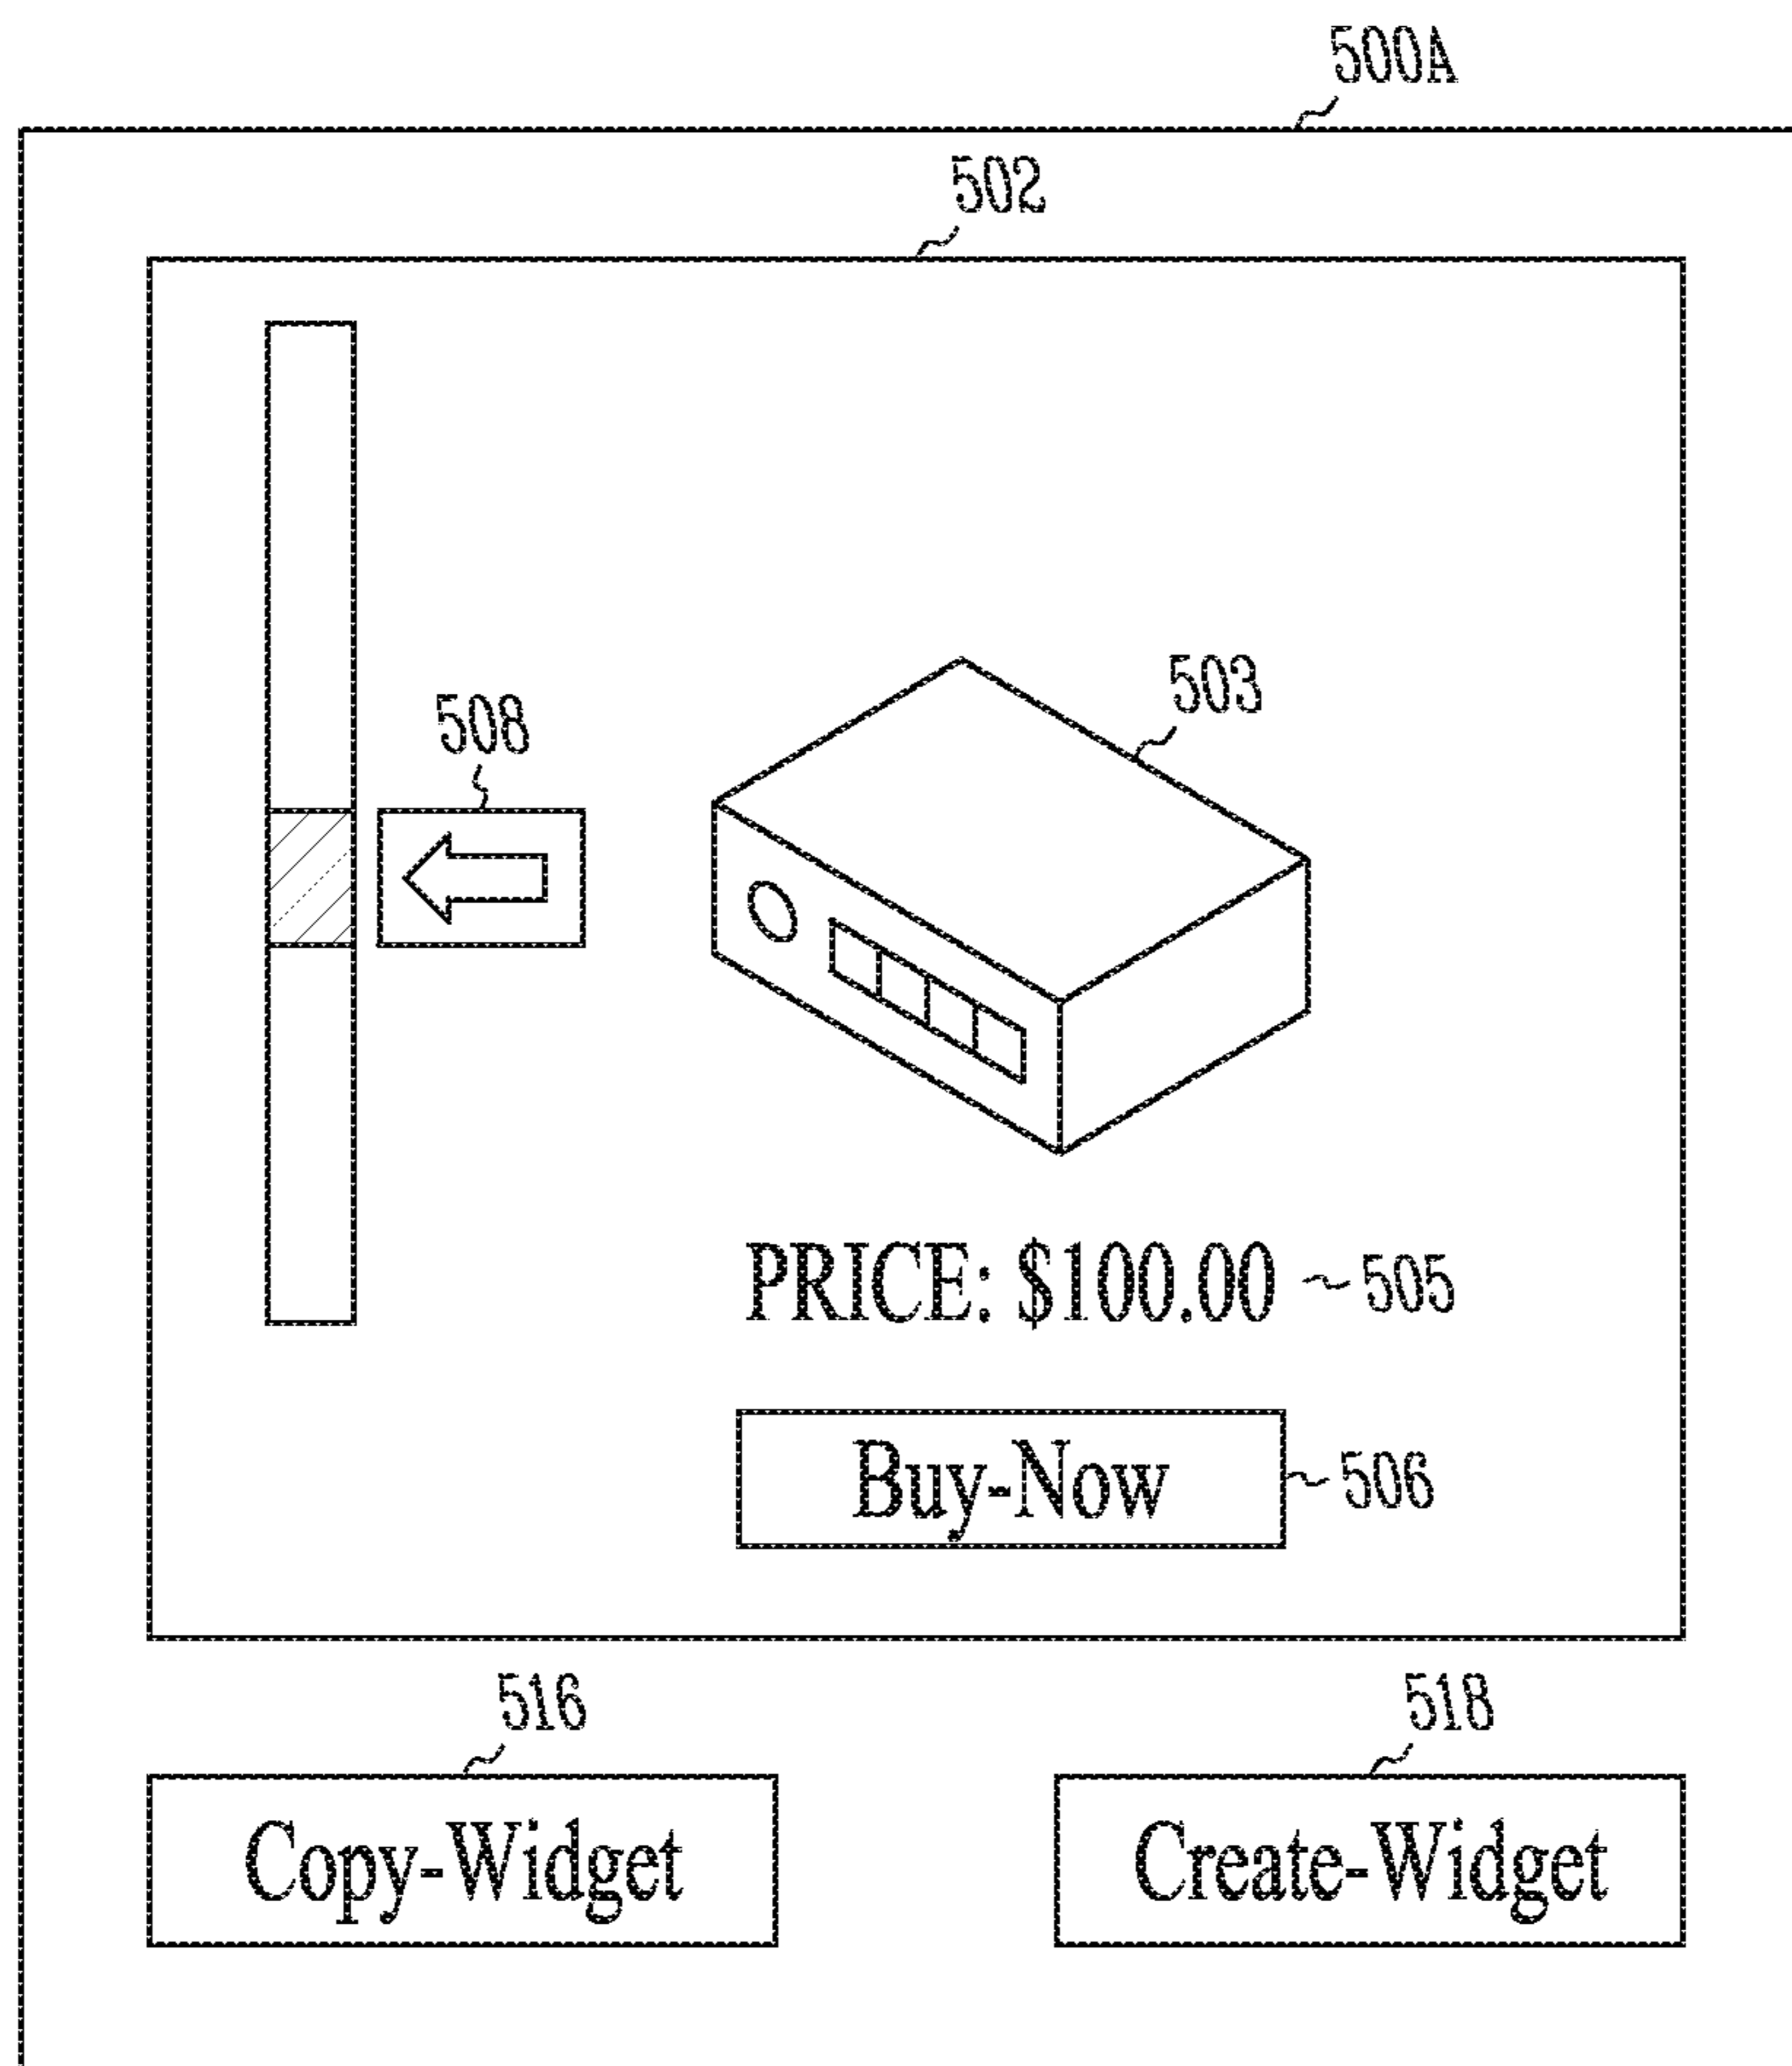 500A
502
503
508
PRICE: $100.00 505
Buy-Now 506
516
518
Copy-Widget
Create-Widget